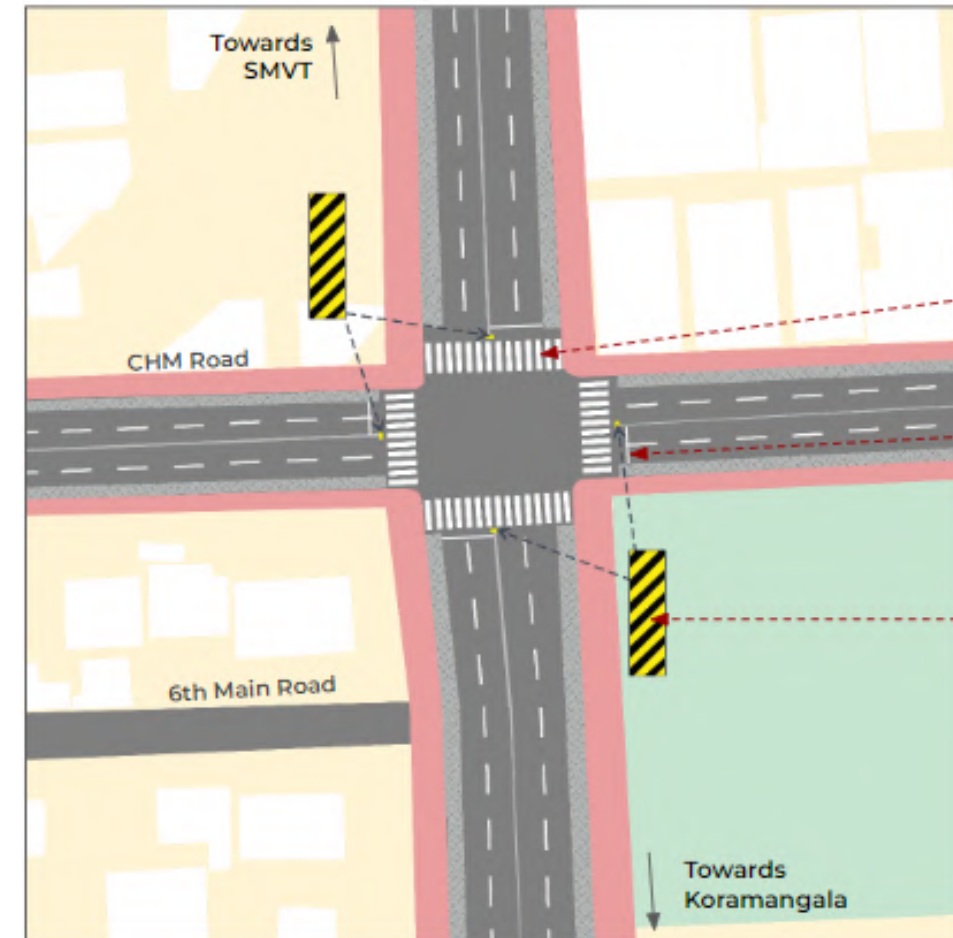 Towards
SMVT
CHM Road
6th Main Road
Towards
Koramangala